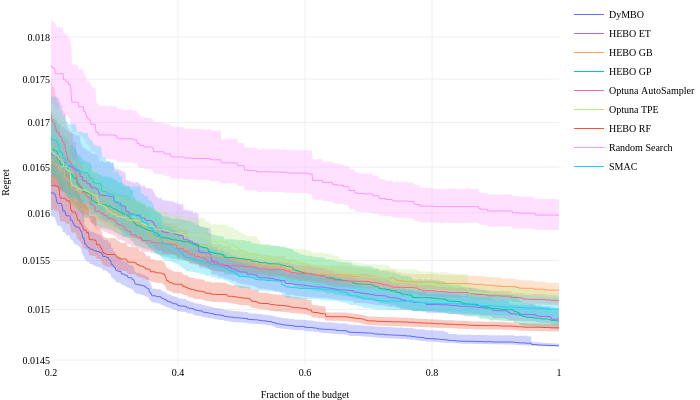 0.018
0.0175
0.017
0.0165
0.016
0.0155
0.015
0.0145
Regret
0.2
0.4
0.6
0.8
1
Fraction of the budget
DyMBO
HEBO ET
HEBO GB
HEBO GP
Optuna AutoSampler
Optuna TPE
HEBO RF
Random Search
SMAC